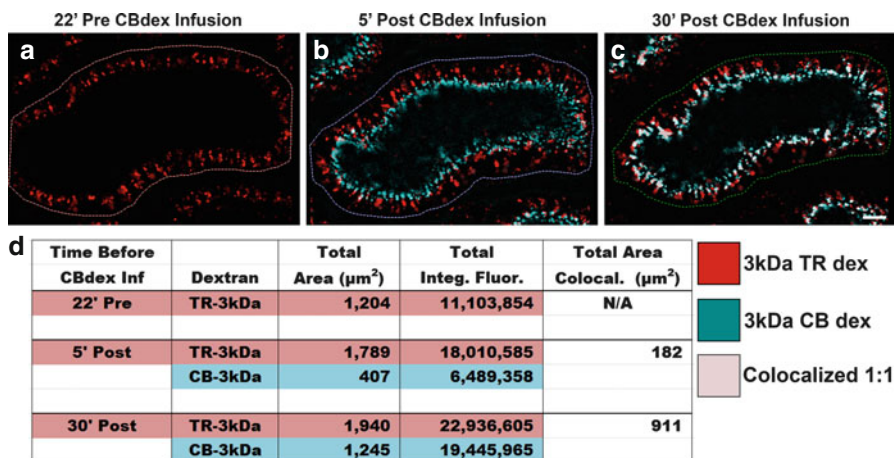 22’ Pre CBdex Infusion
5’ Post CBdex Infusion
30’ Post CBdex Infusion
a
b
c
d
Time Before CBdex Inf
Dextran
Total Area (µm²)
Total Integ. Fluor.
Total Area Colocal. (µm²)
22' Pre TR-3kDa 1,204 11,103,854 N/A
5' Post TR-3kDa 1,789 18,010,585 182
CB-3kDa 407 6,489,358
30' Post TR-3kDa 1,940 22,936,605 911
CB-3kDa 1,245 19,445,965
3kDa TR dex
3kDa CB dex
Colocalized 1:1